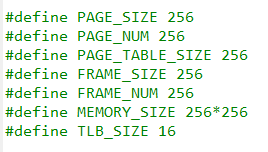 #define PAGE_SIZE 256
#define PAGE_NUM 256
#define PAGE_TABLE_SIZE 256
#define FRAME_SIZE 256
#define FRAME_NUM 256
#define MEMORY_SIZE 256*256
#define TLB_SIZE 16